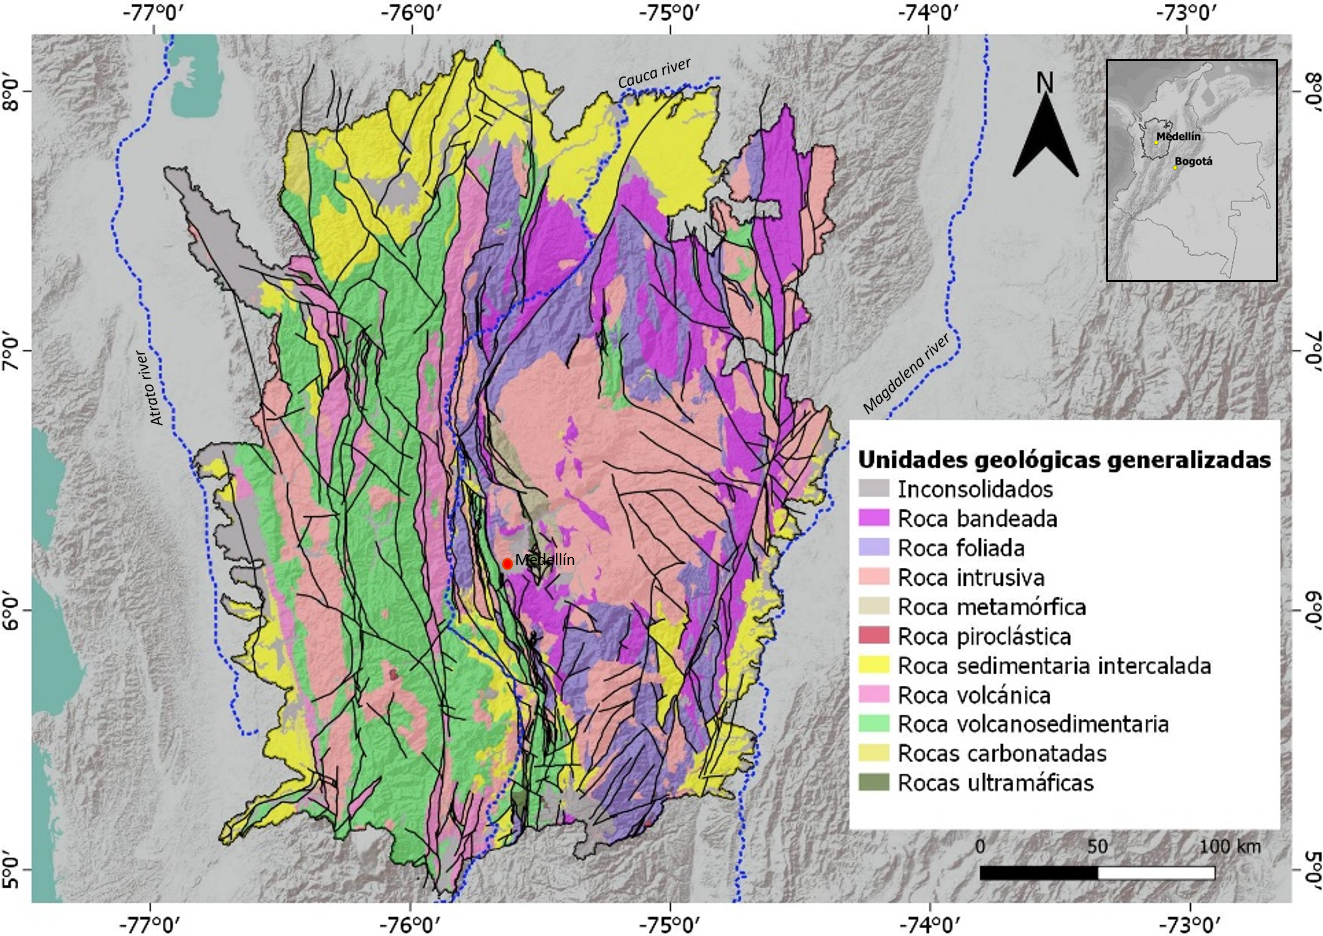 -77°0′ -76°0′ -75°0′ -74°0′ -73°0′
8°0′
8°0′
Cauca river
N
Medellín
Bogotá
7°0′
7°0′
Atrato river
Magdalena river
Medellín
6°0′
6°0′
Unidades geológicas generalizadas
Inconsolidados
Roca bandeada
Roca foliada
Roca intrusiva
Roca metamórfica
Roca piroclástica
Roca sedimentaria intercalada
Roca volcánica
Roca volcanosedimentaria
Rocas carbonatadas
Rocas ultramáficas
0 50 100 km
5°0′
5°0′
-77°0′ -76°0′ -75°0′ -74°0′ -73°0′